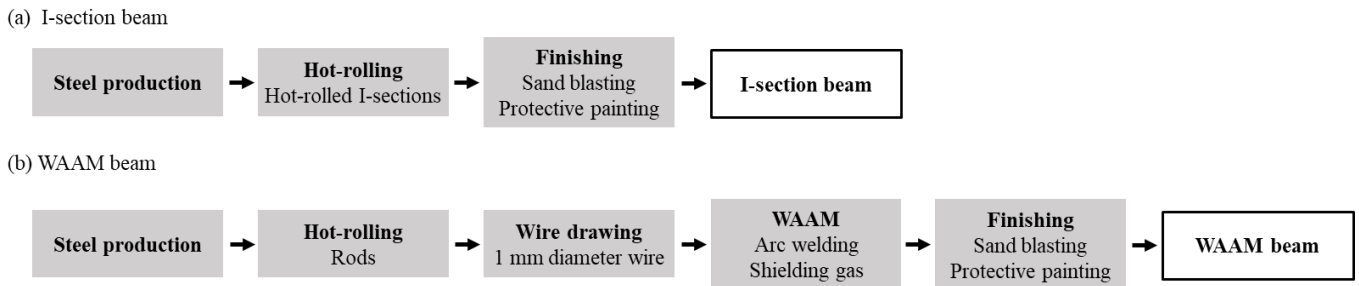 (a) I-section beam
Steel production
Hot-rolling
Hot-rolled I-sections
Finishing
Sand blasting
Protective painting
I-section beam
(b) WAAM beam
Steel production
Hot-rolling
Rods
Wire drawing
1 mm diameter wire
WAAM
Arc welding
Shielding gas
Finishing
Sand blasting
Protective painting
WAAM beam